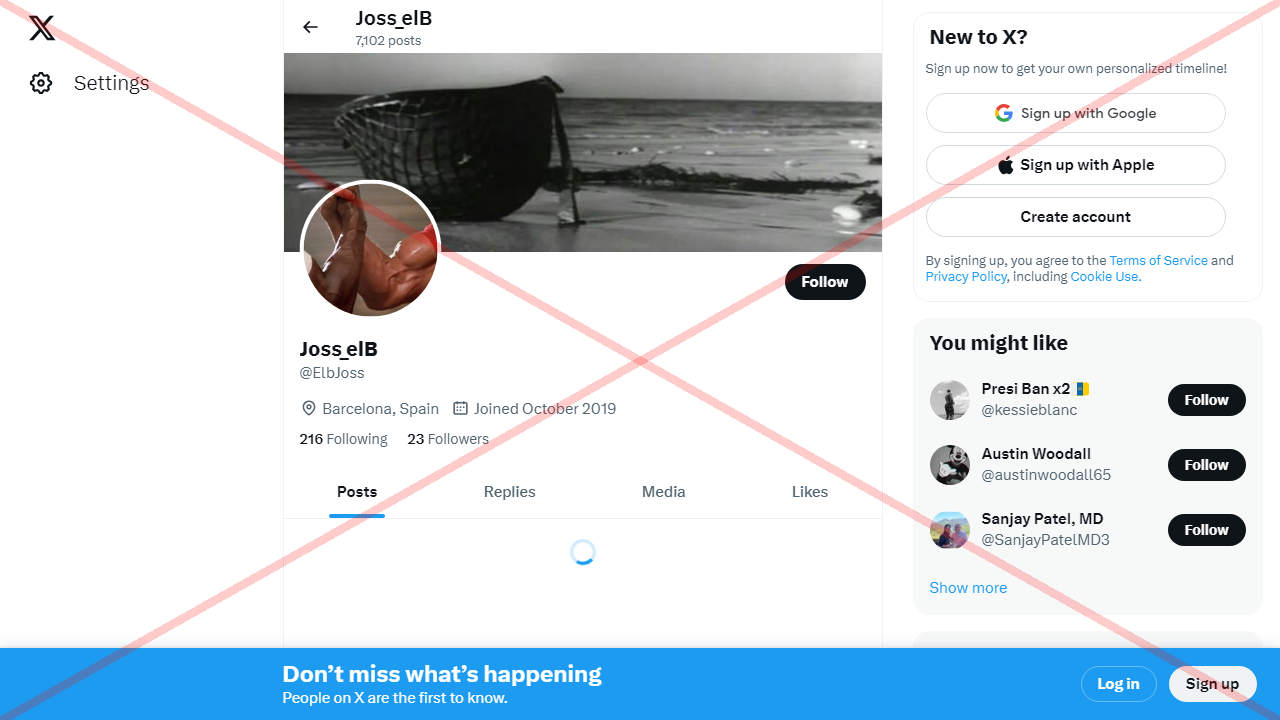 Settings
Joss_elB
7,102 posts
Follow
Joss_elB
@ElbJoss
Barcelona, Spain Joined October 2019
216 Following 23 Followers
Posts Replies Media Likes
New to X?
Sign up now to get your own personalized timeline!
Sign up with Google
Sign up with Apple
Create account
By signing up, you agree to the Terms of Service and
Privacy Policy, including Cookie Use.
You might like
Presi Ban x2🇮🇨
@kessieblanc
Follow
Austin Woodall
@austinwoodall65
Follow
Sanjay Patel, MD
@SanjayPatelMD3
Follow
Show more
Don’t miss what’s happening
People on X are the first to know.
Log in
Sign up